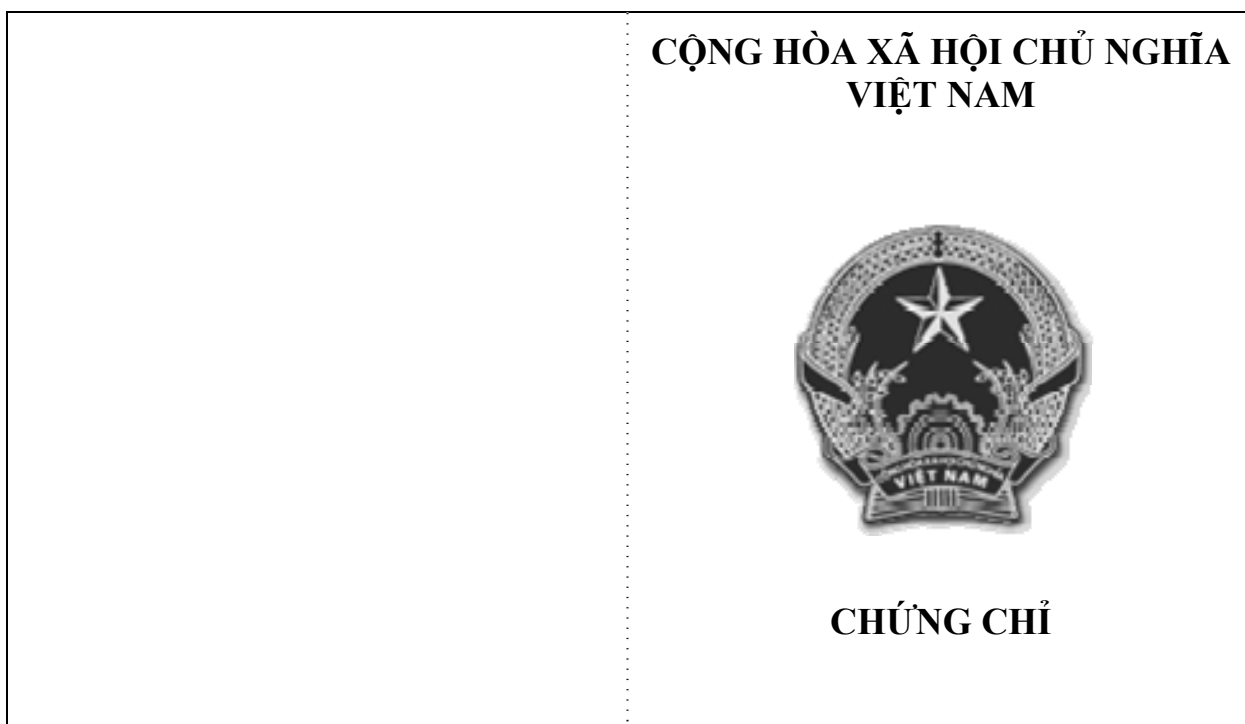 CỘNG HÒA XÃ HỘI CHỦ NGHĨA
VIỆT NAM
VIỆT NAM
CHỨNG CHỈ